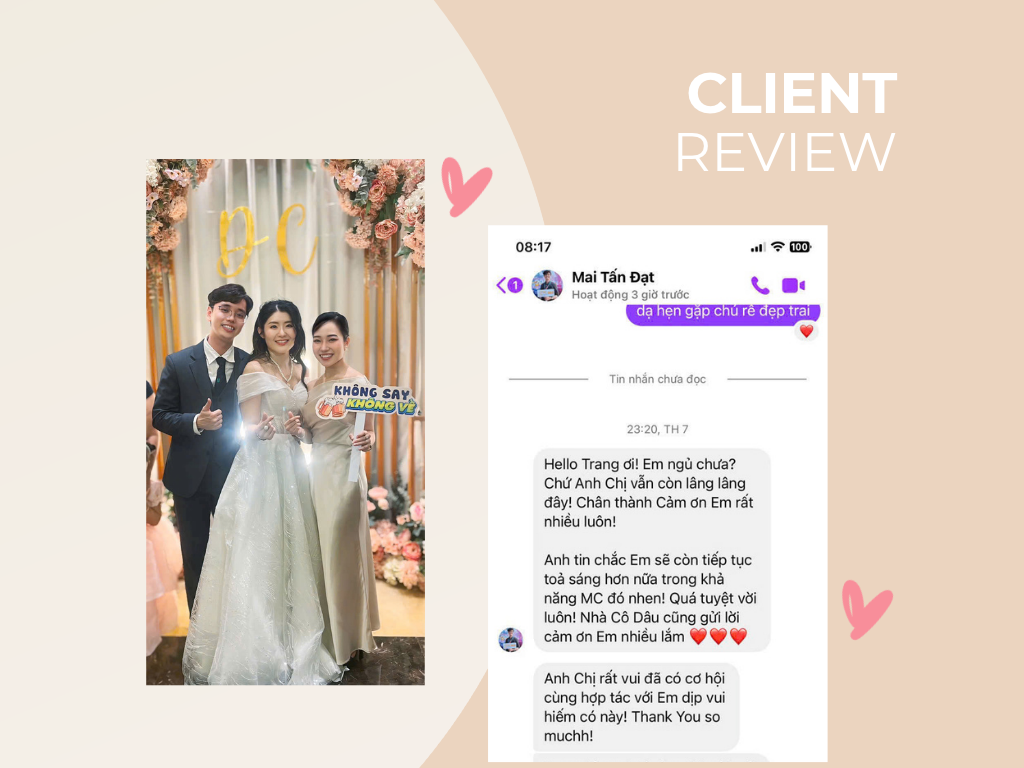 CLIENT
REVIEW
D C
KHÔNG SAY
KHÔNG VỀ
08:17
100
1
Mai Tấn Đạt
Hoạt động 3 giờ trước
dạ hẹn gặp chú rể đẹp trai
Tin nhắn chưa đọc
23:20, TH 7
Hello Trang ơi! Em ngủ chưa?
Chứ Anh Chị vẫn còn lâng lâng
đây! Chân thành Cảm ơn Em rất
nhiều luôn!
Anh tin chắc Em sẽ còn tiếp tục
toả sáng hơn nữa trong khả
năng MC đó nhen! Quá tuyệt vời
luôn! Nhà Cô Dâu cũng gửi lời
cảm ơn Em nhiều lắm ❤️❤️❤️
Anh Chị rất vui đã có cơ hội
cùng hợp tác với Em dịp vui
hiếm có này! Thank You so
muchh!